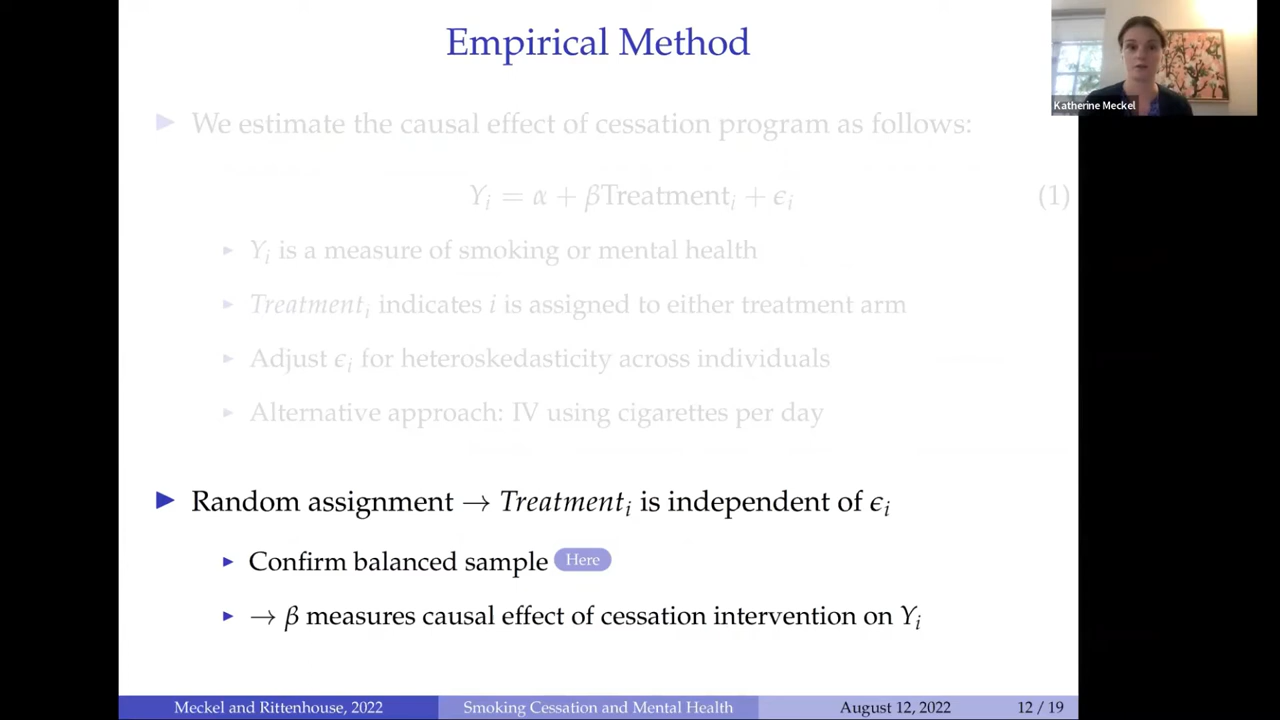 Empirical Method
Katherine Meckel
▶ We estimate the causal effect of cessation program as follows:
Yᵢ = α + βTreatmentᵢ + ϵᵢ (1)
▶ Yᵢ is a measure of smoking or mental health
▶ Treatmentᵢ indicates i is assigned to either treatment arm
▶ Adjust ϵᵢ for heteroskedasticity across individuals
▶ Alternative approach: IV using cigarettes per day
▶ Random assignment → Treatmentᵢ is independent of ϵᵢ
▶ Confirm balanced sample Here
▶ → β measures causal effect of cessation intervention on Yᵢ
Meckel and Rittenhouse, 2022 Smoking Cessation and Mental Health August 12, 2022 12 / 19